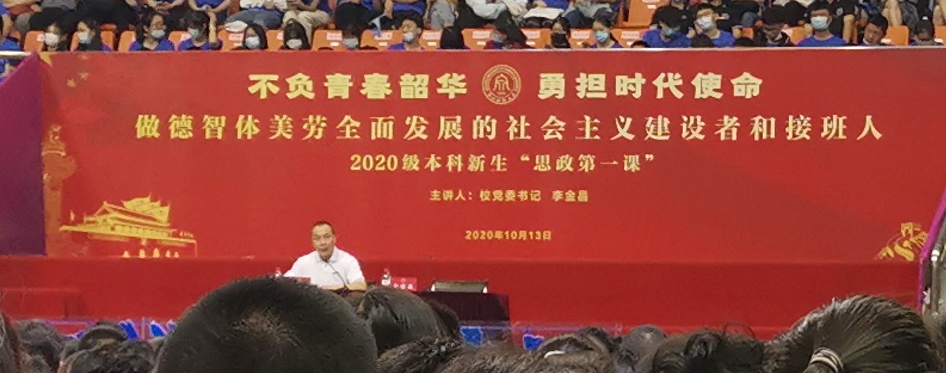 不负青春韶华 勇担时代使命
做德智体美劳全面发展的社会主义建设者和接班人
2020级本科新生“思政第一课”
主讲人：校党委书记 李金昌
2020年10月13日